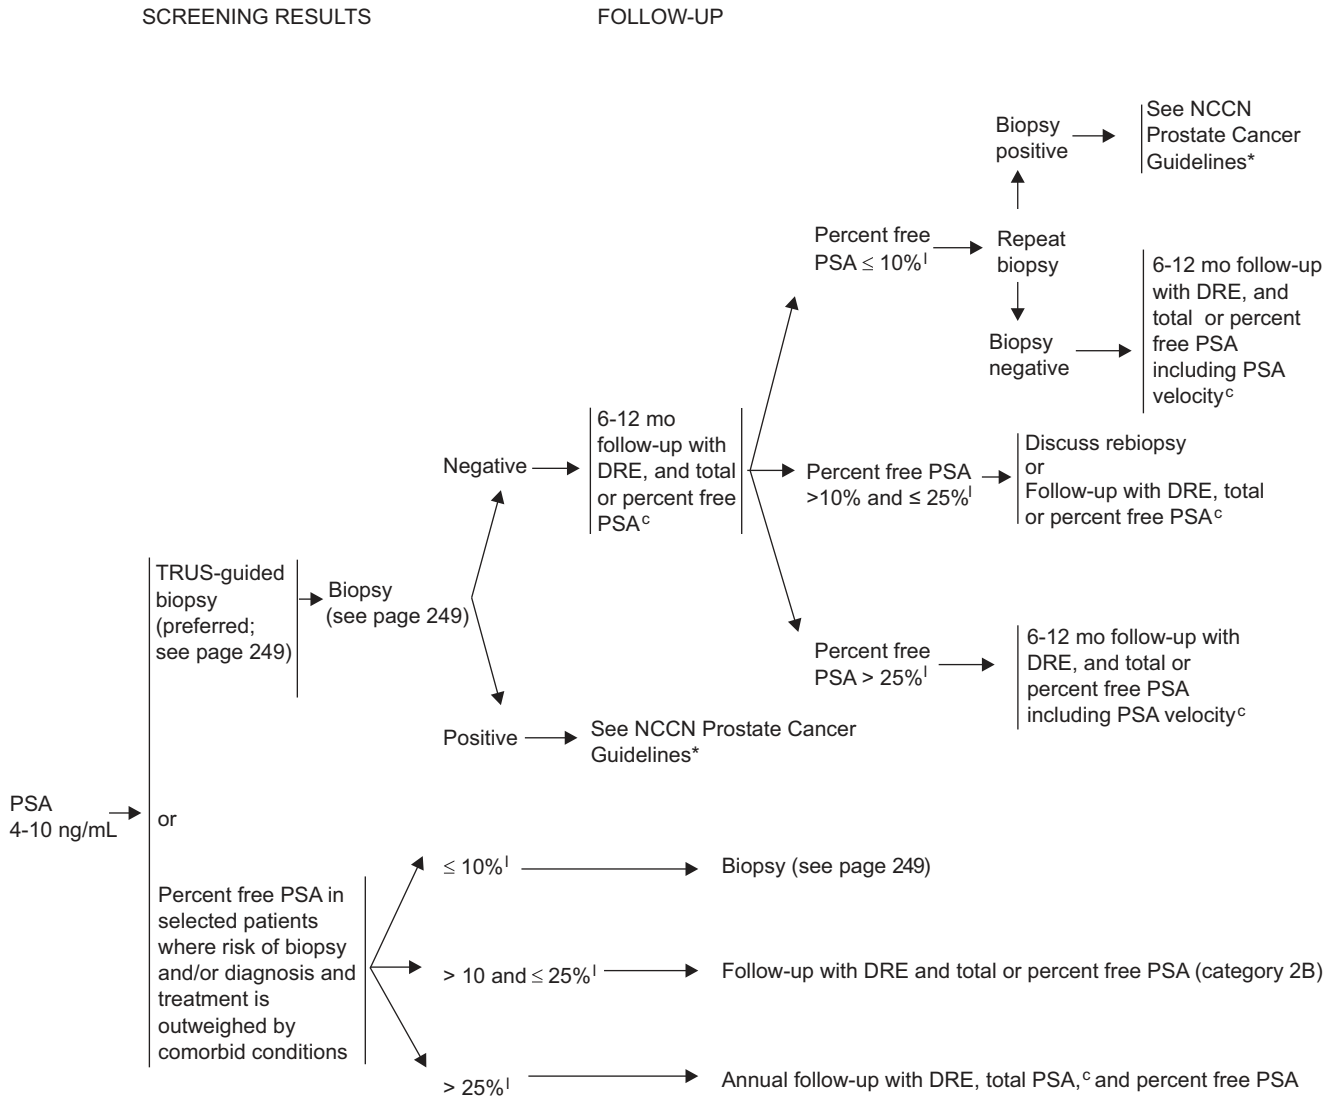 SCREENING RESULTS
FOLLOW-UP
Biopsy
positive
See NCCN
Prostate Cancer
Guidelines*
Percent free
PSA ≤ 10%l
Repeat
biopsy
Biopsy
negative
6-12 mo follow-up
with DRE, and
total or percent
free PSA
including PSA
velocityc
Negative
6-12 mo
follow-up with
DRE, and total
or percent free
PSAc
Percent free PSA
>10% and ≤ 25%l
Discuss rebiopsy
or
Follow-up with DRE, total
or percent free PSAc
TRUS-guided
biopsy
(preferred;
see page 249)
Biopsy
(see page 249)
Percent free
PSA > 25%l
6-12 mo follow-up with
DRE, and total or
percent free PSA
including PSA velocityc
Positive
See NCCN Prostate Cancer
Guidelines*
PSA
4-10 ng/mL
or
Percent free PSA in
selected patients
where risk of biopsy
and/or diagnosis and
treatment is
outweighed by
comorbid conditions
≤ 10%l
Biopsy (see page 249)
> 10 and ≤ 25%l
Follow-up with DRE and total or percent free PSA (category 2B)
> 25%l
Annual follow-up with DRE, total PSA,c and percent free PSA